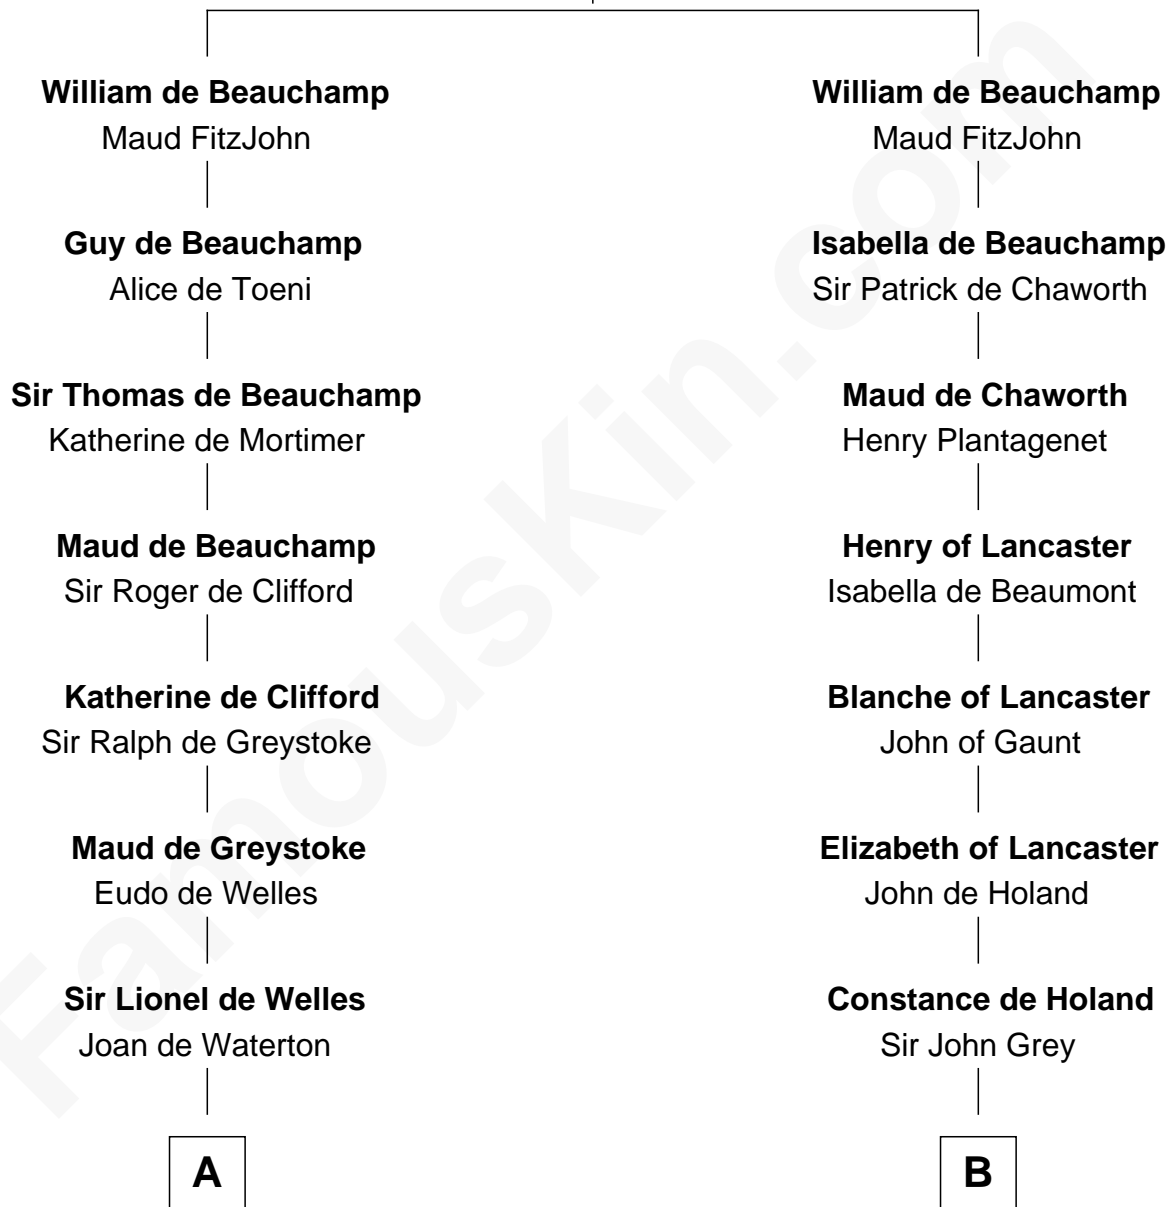 William de Beauchamp
Maud FitzJohn
Guy de Beauchamp
Alice de Toeni
Sir Thomas de Beauchamp
Katherine de Mortimer
Maud de Beauchamp
Sir Roger de Clifford
Katherine de Clifford
Sir Ralph de Greystoke
Maud de Greystoke
Eudo de Welles
Sir Lionel de Welles
Joan de Waterton
A
William de Beauchamp
Maud FitzJohn
Isabella de Beauchamp
Sir Patrick de Chaworth
Maud de Chaworth
Henry Plantagenet
Henry of Lancaster
Isabella de Beaumont
Blanche of Lancaster
John of Gaunt
Elizabeth of Lancaster
John de Holand
Constance de Holand
Sir John Grey
B
FamousKin.com